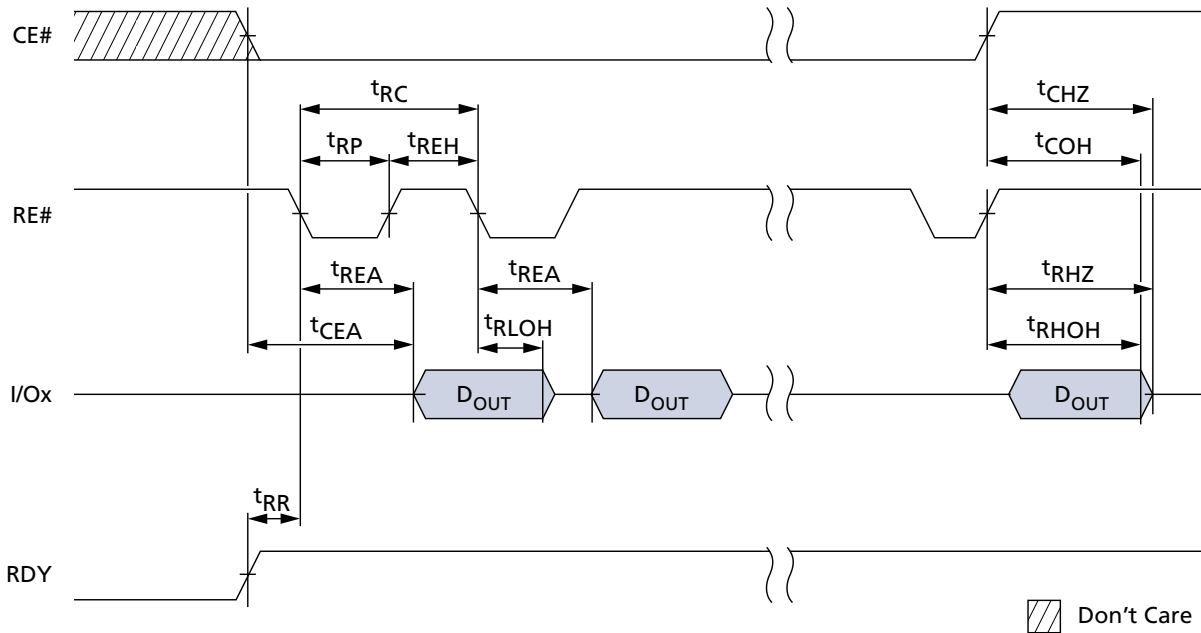 CE#
tRC
tCHZ
tRP
tREH
tCOH
RE#
tREA
tREA
tRHZ
tCEA
tRLOH
tRHOH
I/Ox
DOUT
DOUT
DOUT
tRR
RDY
Don't Care